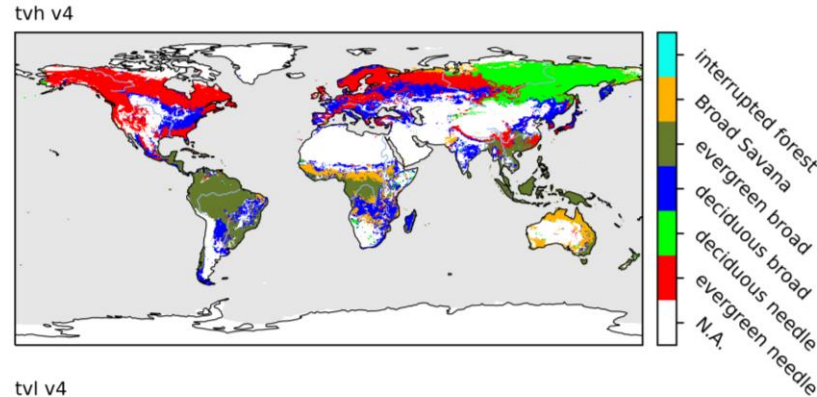 tvh v4
interrupted forest
Broad Savana
evergreen broad
deciduous broad
deciduous needle
evergreen needle
N.A.
tvl v4